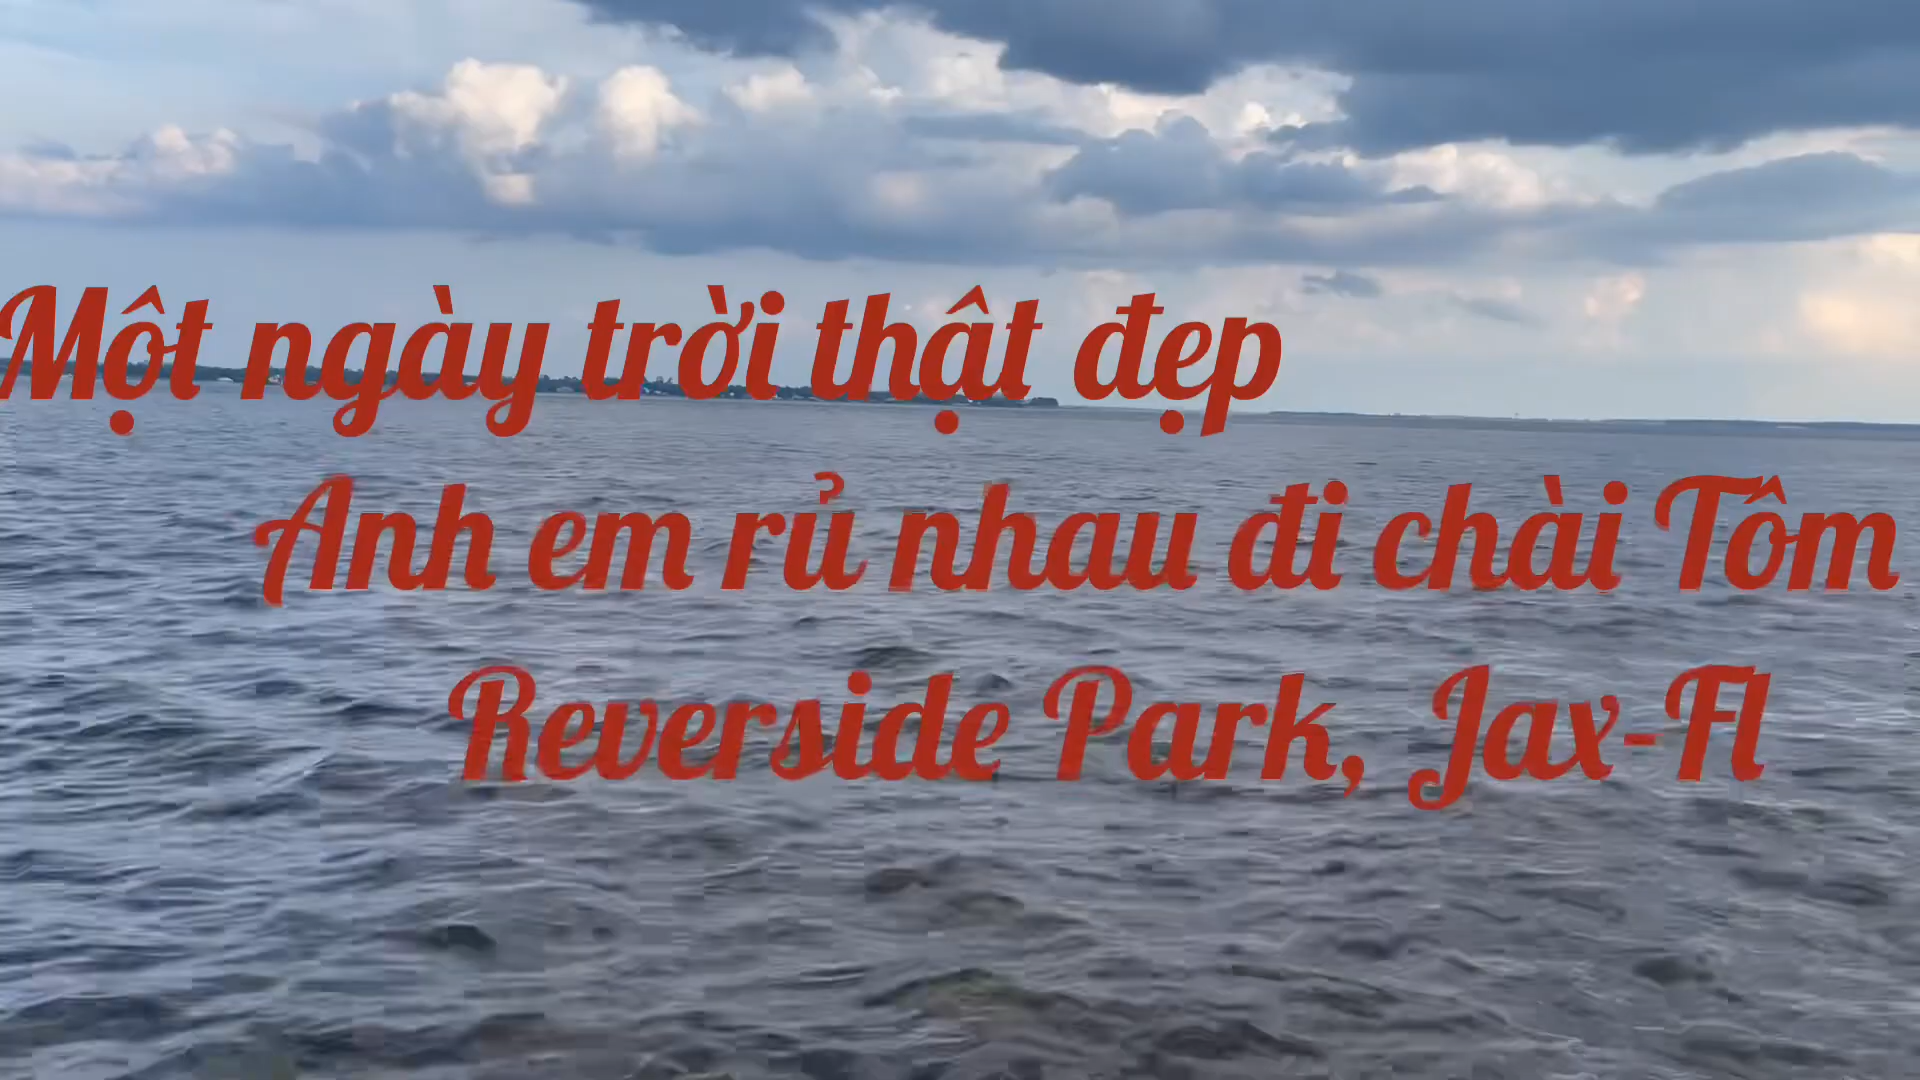 Một ngày trời thật đẹp
Anh em rủ nhau đi chài Tôm
Reverside Park, Jax-Fl